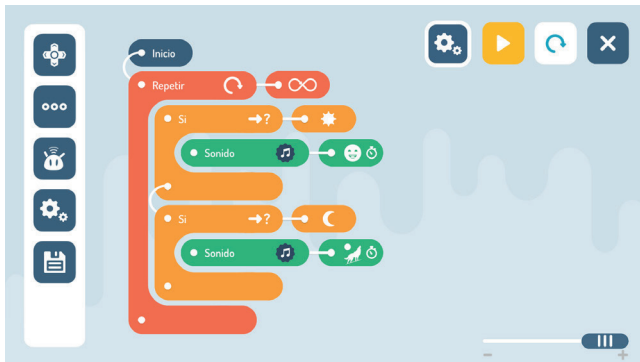 Inicio
Repetir
Si →?
Sonido
Si →?
Sonido
- +